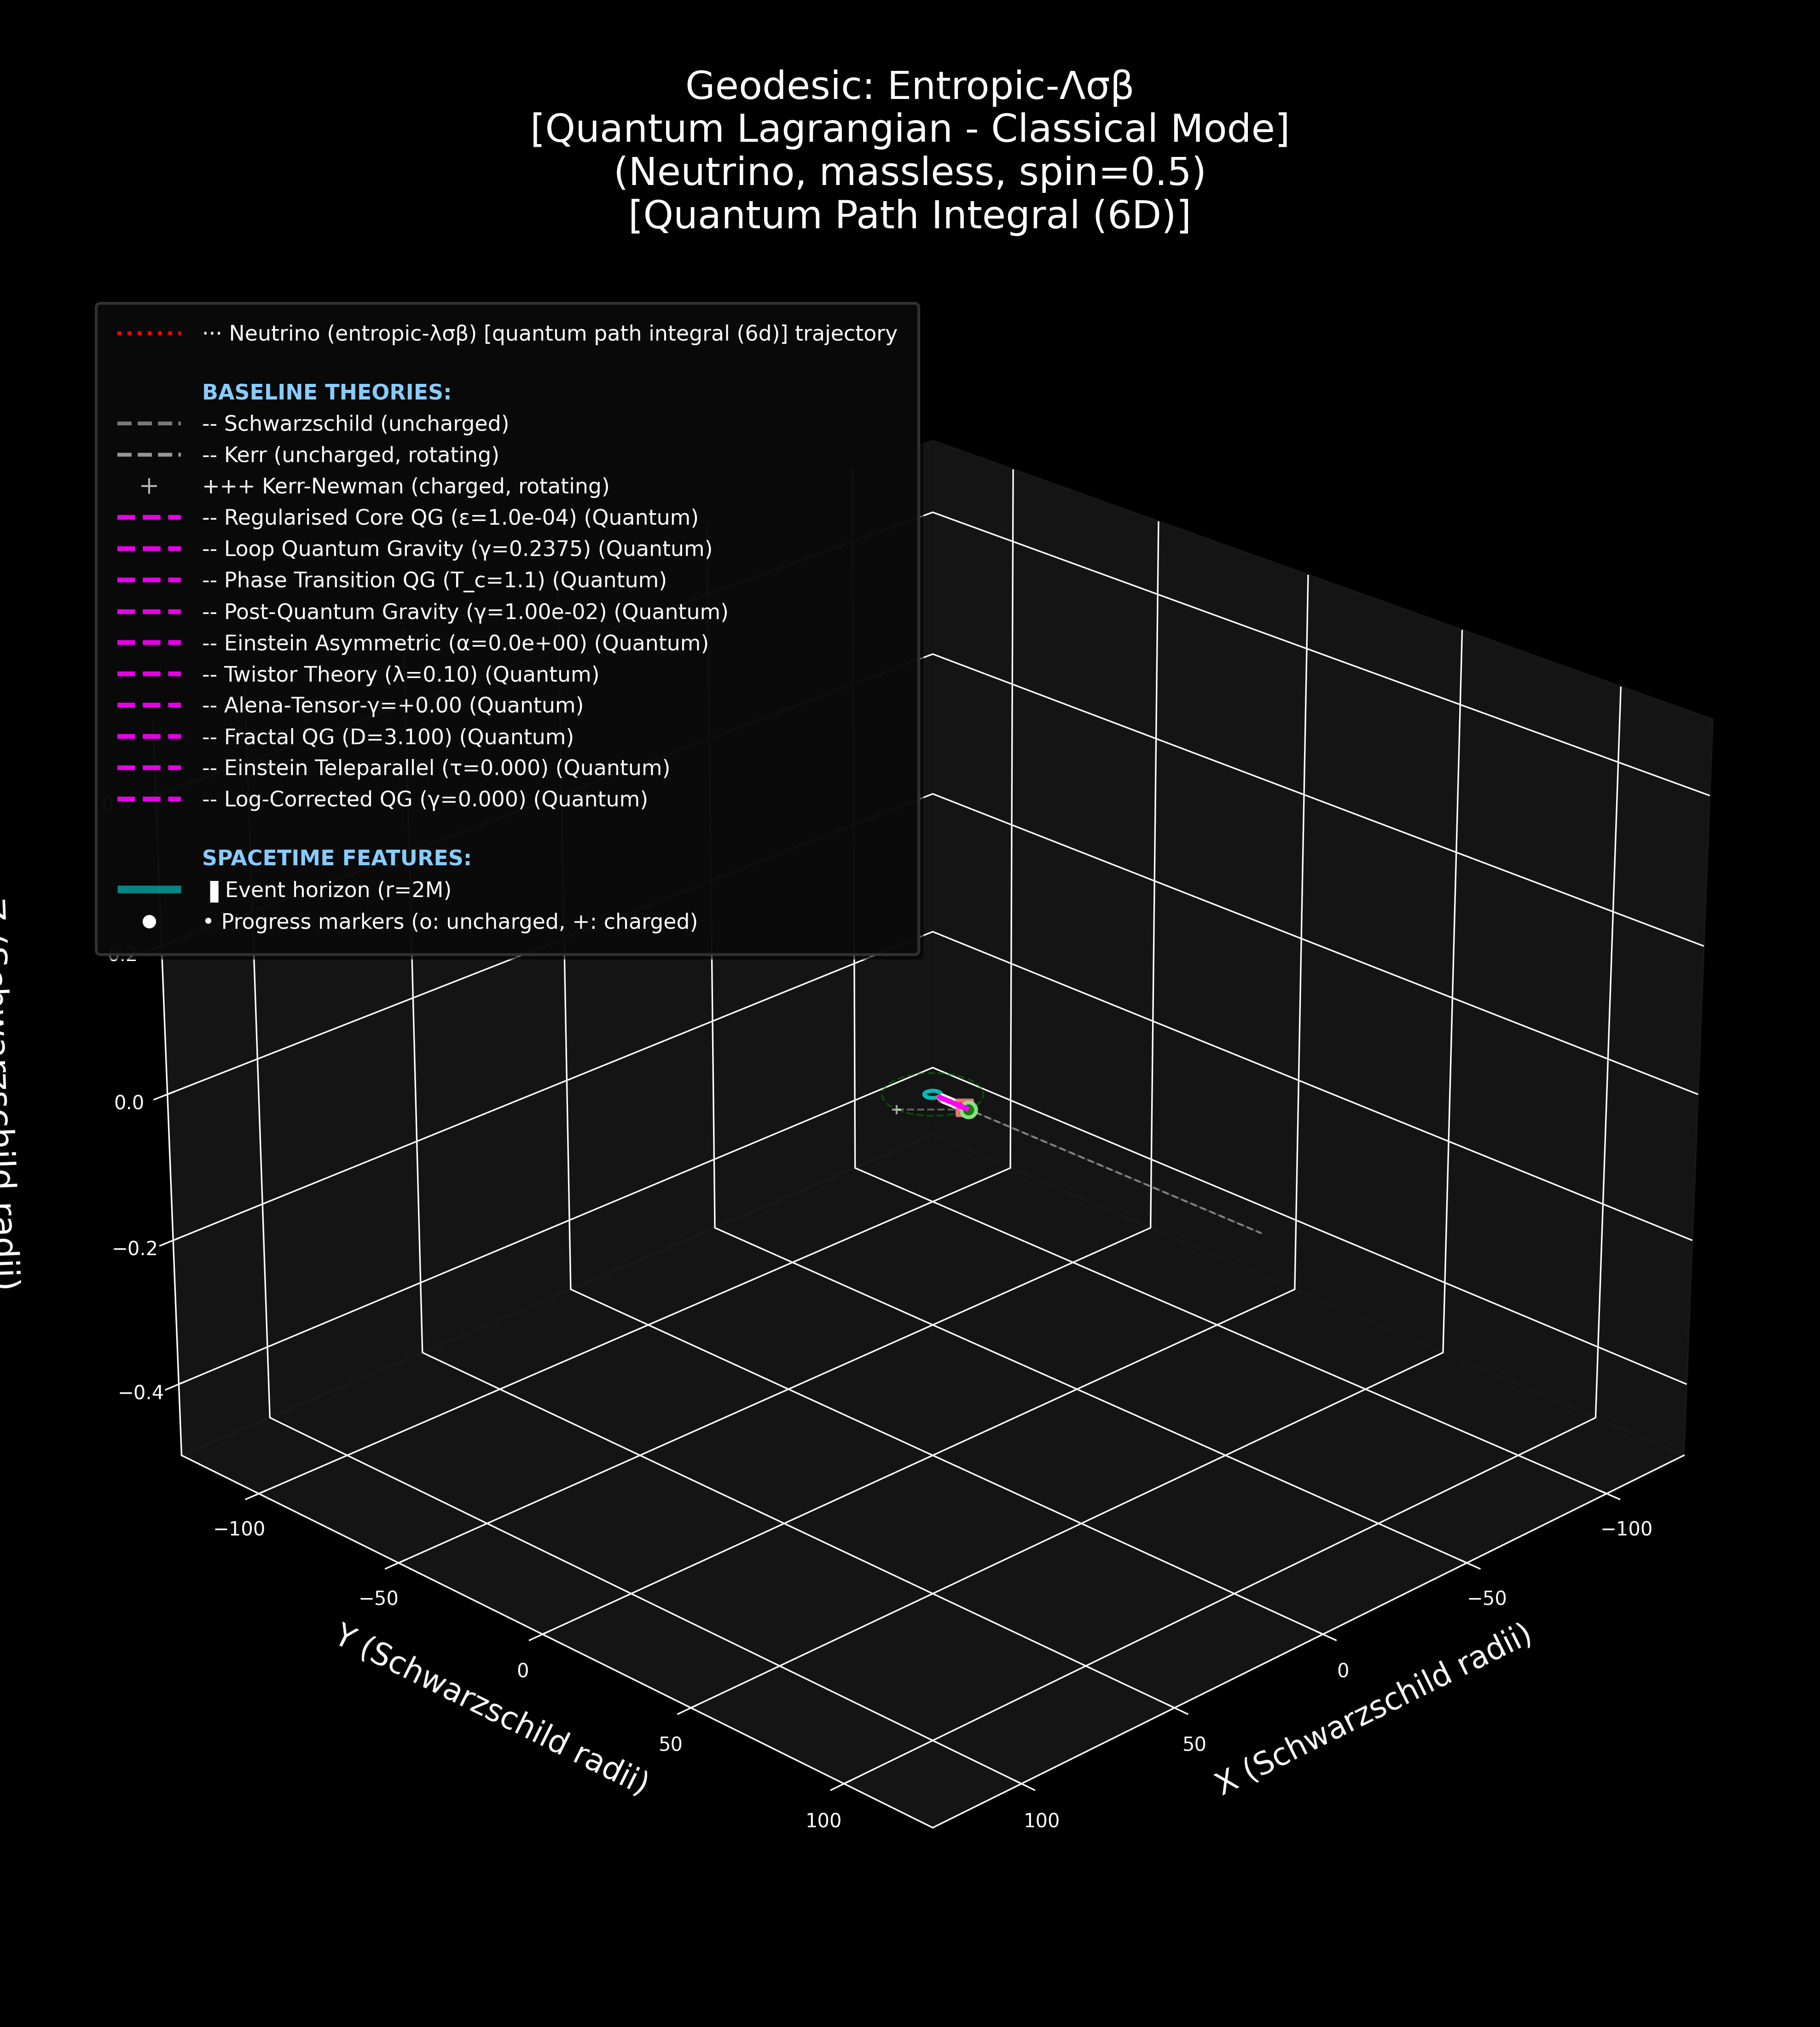 Geodesic: Entropic-Λσβ
[Quantum Lagrangian - Classical Mode]
(Neutrino, massless, spin=0.5)
[Quantum Path Integral (6D)]
··· Neutrino (entropic-λσβ) [quantum path integral (6d)] trajectory
BASELINE THEORIES:
-- Schwarzschild (uncharged)
-- Kerr (uncharged, rotating)
+++ Kerr-Newman (charged, rotating)
-- Regularised Core QG (ε=1.0e-04) (Quantum)
-- Loop Quantum Gravity (γ=0.2375) (Quantum)
-- Phase Transition QG (T_c=1.1) (Quantum)
-- Post-Quantum Gravity (γ=1.00e-02) (Quantum)
-- Einstein Asymmetric (α=0.0e+00) (Quantum)
-- Twistor Theory (λ=0.10) (Quantum)
-- Alena-Tensor-γ=+0.00 (Quantum)
-- Fractal QG (D=3.100) (Quantum)
-- Einstein Teleparallel (τ=0.000) (Quantum)
-- Log-Corrected QG (γ=0.000) (Quantum)
SPACETIME FEATURES:
▐ Event horizon (r=2M)
• Progress markers (o: uncharged, +: charged)
0.2
0.0
−0.2
−0.4
Z (Schwarzschild radii)
−100
−50
0
50
100
Y (Schwarzschild radii)
−100
−50
0
50
100
X (Schwarzschild radii)